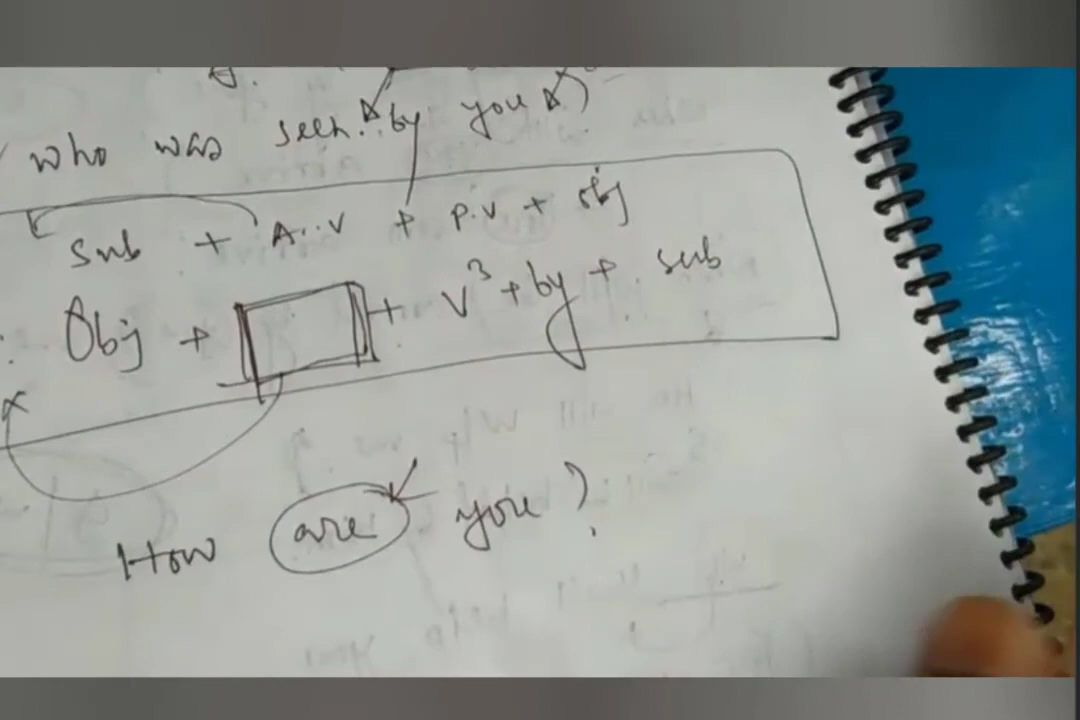 who was seen. by you
Sub + A.V + P.V + obj
Obj + + V³ + by + sub
How are you?